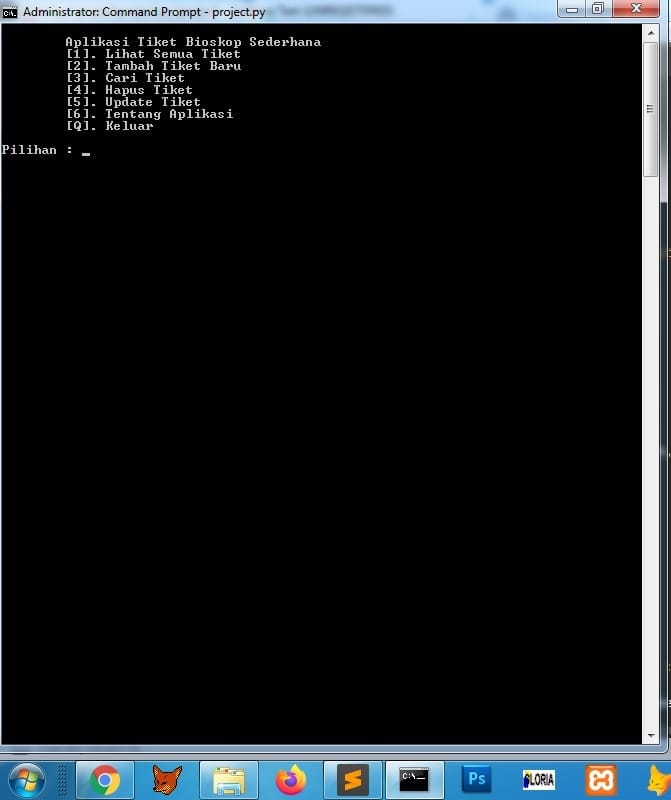 Administrator: Command Prompt - project.py
Aplikasi Tiket Bioskop Sederhana
[1]. Lihat Semua Tiket
[2]. Tambah Tiket Baru
[3]. Cari Tiket
[4]. Hapus Tiket
[5]. Update Tiket
[6]. Tentang Aplikasi
[Q]. Keluar
Pilihan : _
C:\.
Ps
GLORIA